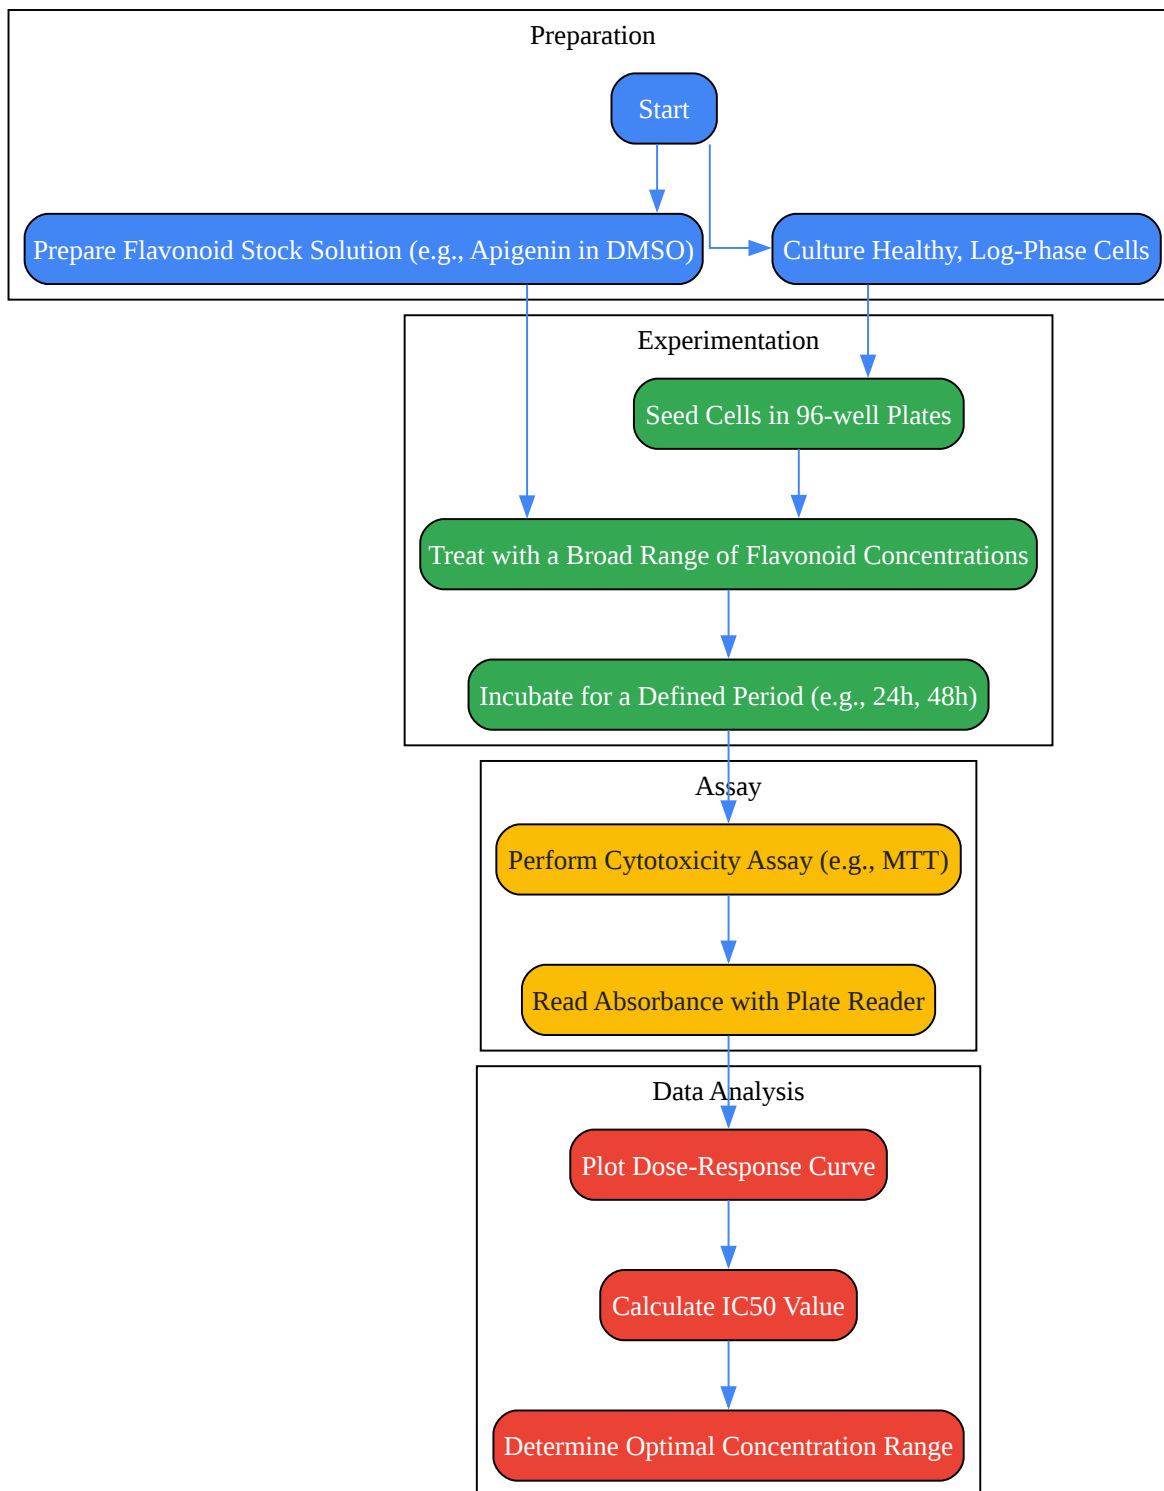 Preparation
Start
Prepare Flavonoid Stock Solution (e.g., Apigenin in DMSO)
Culture Healthy, Log-Phase Cells
Experimentation
Seed Cells in 96-well Plates
Treat with a Broad Range of Flavonoid Concentrations
Incubate for a Defined Period (e.g., 24h, 48h)
Assay
Perform Cytotoxicity Assay (e.g., MTT)
Read Absorbance with Plate Reader
Data Analysis
Plot Dose-Response Curve
Calculate IC50 Value
Determine Optimal Concentration Range